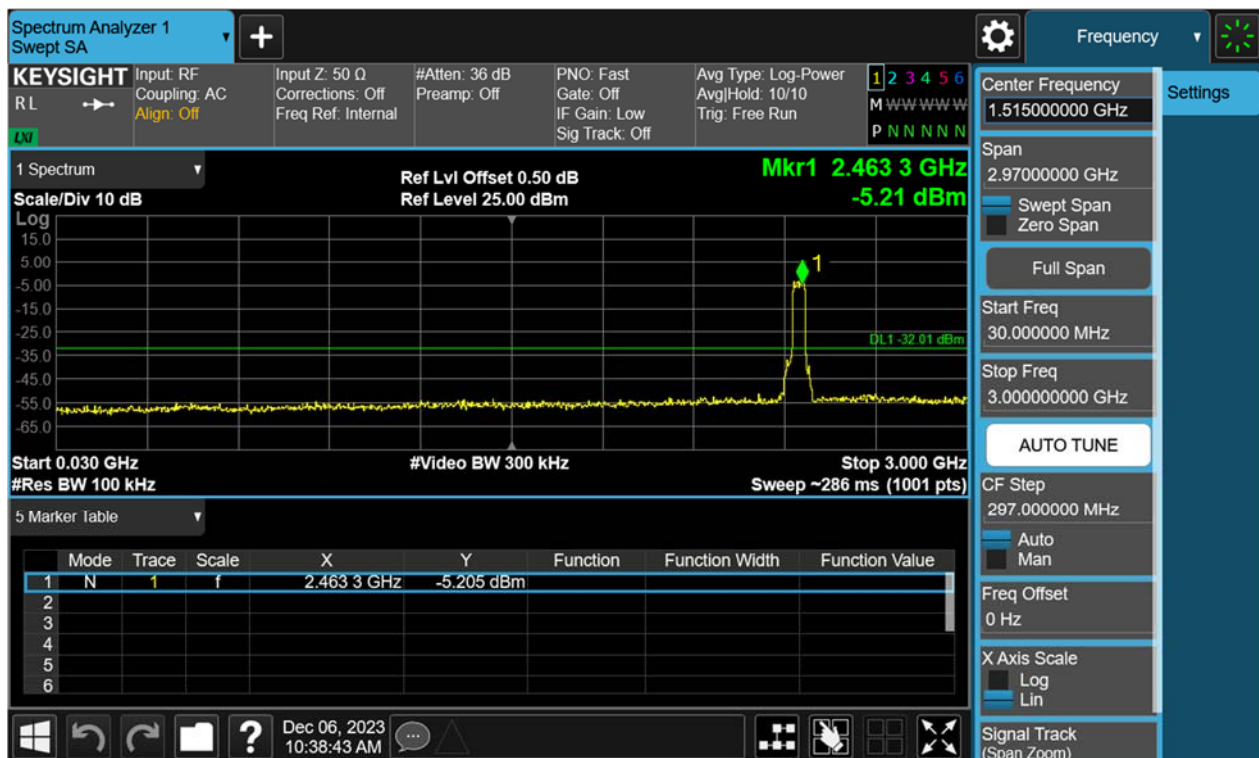 Spectrum Analyzer 1
Swept SA
+
Frequency
KEYSIGHT
R L
LXI
Input: RF
Coupling: AC
Align: Off
Input Z: 50 Ω
Corrections: Off
Freq Ref: Internal
#Atten: 36 dB
Preamp: Off
PNO: Fast
Gate: Off
IF Gain: Low
Sig Track: Off
Avg Type: Log-Power
Avg|Hold: 10/10
Trig: Free Run
1 2 3 4 5 6
M W W W W W
P N N N N N
1 Spectrum
Ref Lvl Offset 0.50 dB
Mkr1 2.463 3 GHz
Scale/Div 10 dB
Ref Level 25.00 dBm
-5.21 dBm
Log
15.0
5.00
-5.00
-15.0
-25.0
-35.0
-45.0
-55.0
-65.0
1
DL1 -32.01 dBm
Start 0.030 GHz
#Video BW 300 kHz
Stop 3.000 GHz
#Res BW 100 kHz
Sweep ~286 ms (1001 pts)
5 Marker Table
Mode Trace Scale X Y Function Function Width Function Value
1 N 1 f 2.463 3 GHz -5.205 dBm
2
3
4
5
6
?
Dec 06, 2023
10:38:43 AM
Center Frequency
1.515000000 GHz
Settings
Span
2.97000000 GHz
Swept Span
Zero Span
Full Span
Start Freq
30.000000 MHz
Stop Freq
3.000000000 GHz
AUTO TUNE
CF Step
297.000000 MHz
Auto
Man
Freq Offset
0 Hz
X Axis Scale
Log
Lin
Signal Track
(Span Zoom)